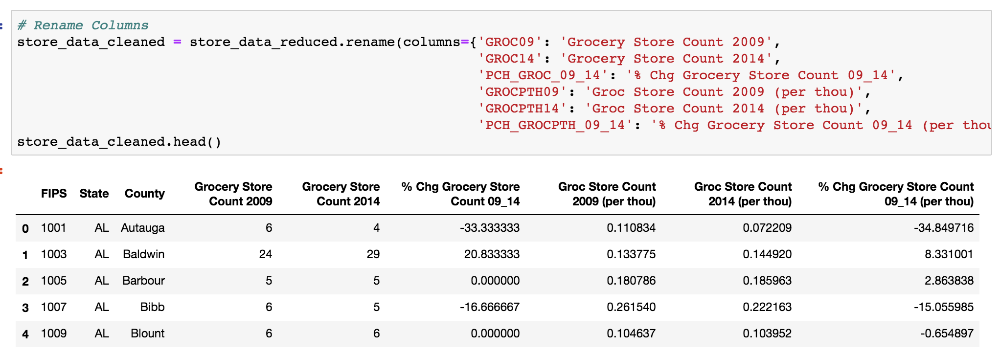 # Rename Columns
store_data_cleaned = store_data_reduced.rename(columns={'GROC09': 'Grocery Store Count 2009',
'GROC14': 'Grocery Store Count 2014',
'PCH_GROC_09_14': '% Chg Grocery Store Count 09_14',
'GROCPTH09': 'Groc Store Count 2009 (per thou)',
'GROCPTH14': 'Groc Store Count 2014 (per thou)',
'PCH_GROCPTH_09_14': '% Chg Grocery Store Count 09_14 (per thou
store_data_cleaned.head()
FIPS State County Grocery Store Count 2009 Grocery Store Count 2014 % Chg Grocery Store Count 09_14 Groc Store Count 2009 (per thou) Groc Store Count 2014 (per thou) % Chg Grocery Store Count 09_14 (per thou)
0 1001 AL Autauga 6 4 -33.333333 0.110834 0.072209 -34.849716
1 1003 AL Baldwin 24 29 20.833333 0.133775 0.144920 8.331001
2 1005 AL Barbour 5 5 0.000000 0.180786 0.185963 2.863838
3 1007 AL Bibb 6 5 -16.666667 0.261540 0.222163 -15.055985
4 1009 AL Blount 6 6 0.000000 0.104637 0.103952 -0.654897